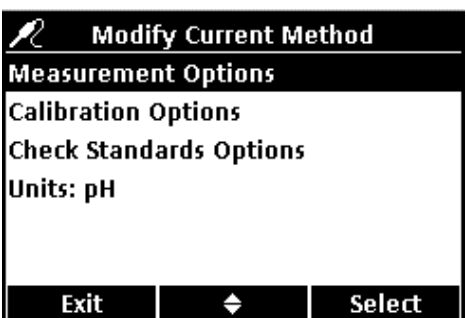 Modify Current Method
Measurement Options
Calibration Options
Check Standards Options
Units: pH
Exit Select